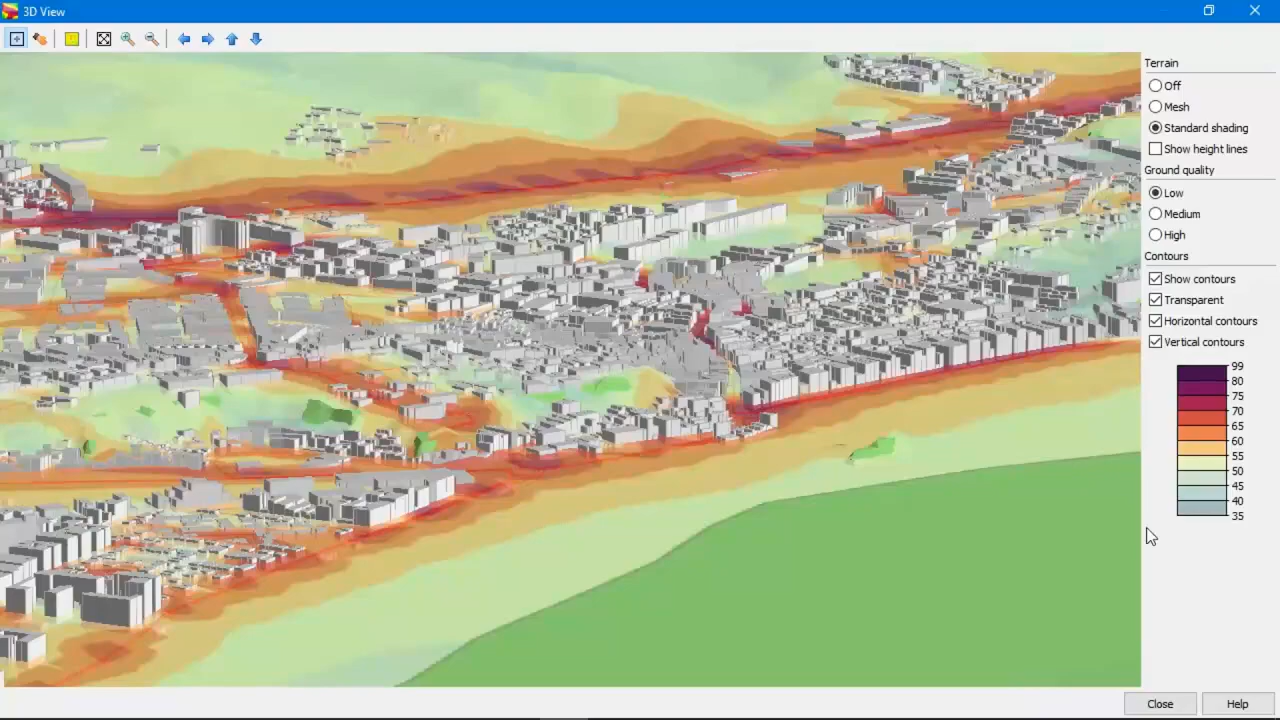 3D View
Terrain
Off
Mesh
Standard shading
Show height lines
Ground quality
Low
Medium
High
Contours
Show contours
Transparent
Horizontal contours
Vertical contours
99
80
75
70
65
60
55
50
45
40
35
Close
Help